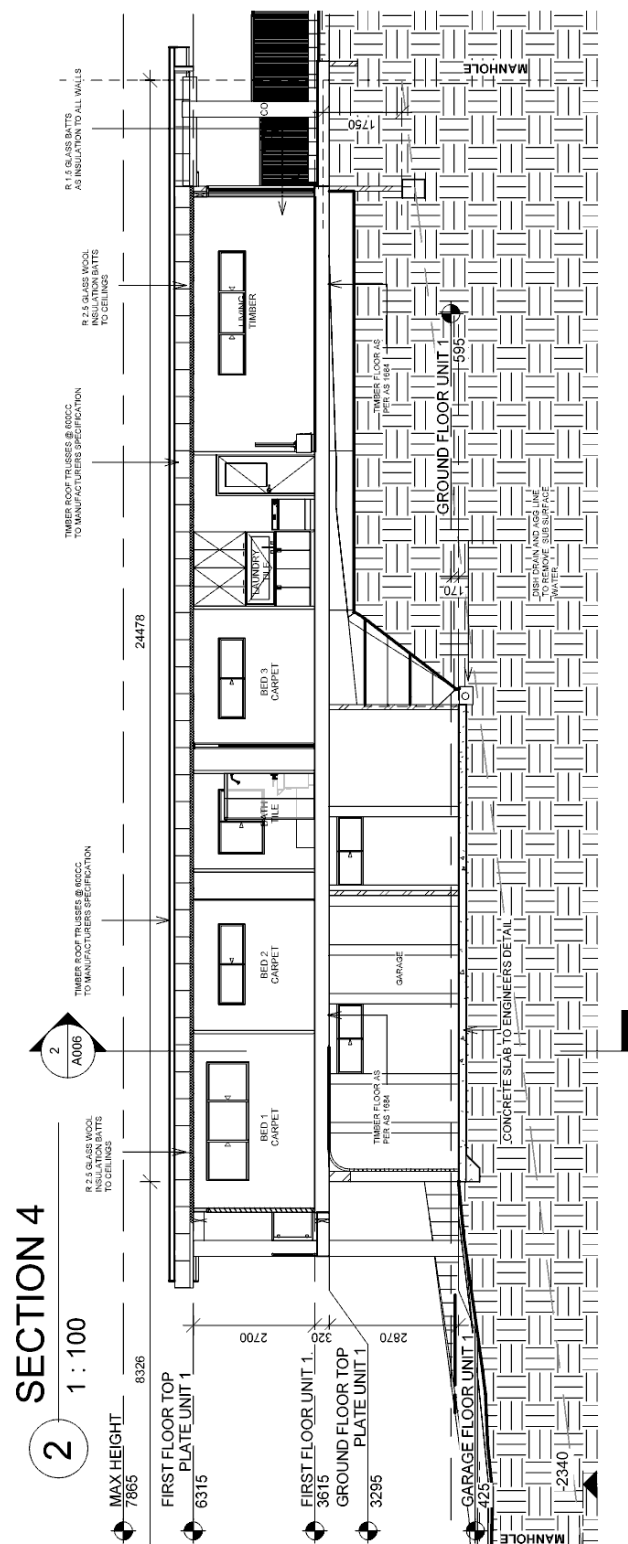 2
SECTION 4
1 : 100
MAX HEIGHT
7865
FIRST FLOOR TOP
PLATE UNIT 1
6315
FIRST FLOOR UNIT 1.
3615
GROUND FLOOR TOP
PLATE UNIT 1
3295
GARAGE FLOOR UNIT 1
425
-2340
MANHOLE
8326
24478
2700
320
2870
R 2.5 GLASS WOOL
INSULATION BATTS
TO CEILINGS
2
A006
TIMBER ROOF TRUSSES @ 600CC
TO MANUFACTURERS SPECIFICATION
TIMBER ROOF TRUSSES @ 600CC
TO MANUFACTURERS SPECIFICATION
R 2.5 GLASS WOOL
INSULATION BATTS
TO CEILINGS
R 1.5 GLASS BATTS
AS INSULATION TO ALL WALLS
BED 1
CARPET
BED 2
CARPET
BATH
TILE
BED 3
CARPET
LAUNDRY
TILE
LIVING
TIMBER
CO
TIMBER FLOOR AS
PER AS 1684
GARAGE
TIMBER FLOOR AS
PER AS 1684
1750
CONCRETE SLAB TO ENGINEERS DETAIL
170
DISH DRAIN AND AGG LINE
TO REMOVE SUB SURFACE
WATER
GROUND FLOOR UNIT 1
595
MANHOLE